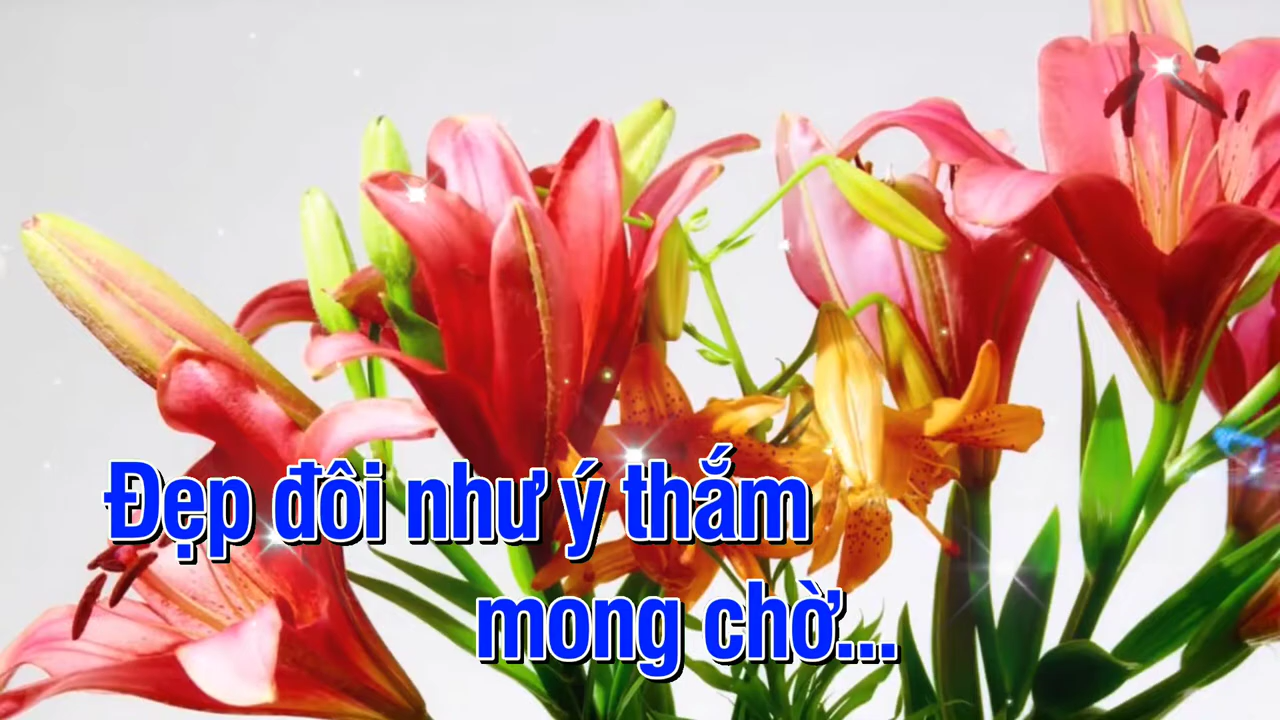 Đẹp đôi như ý thắm
mong chờ...